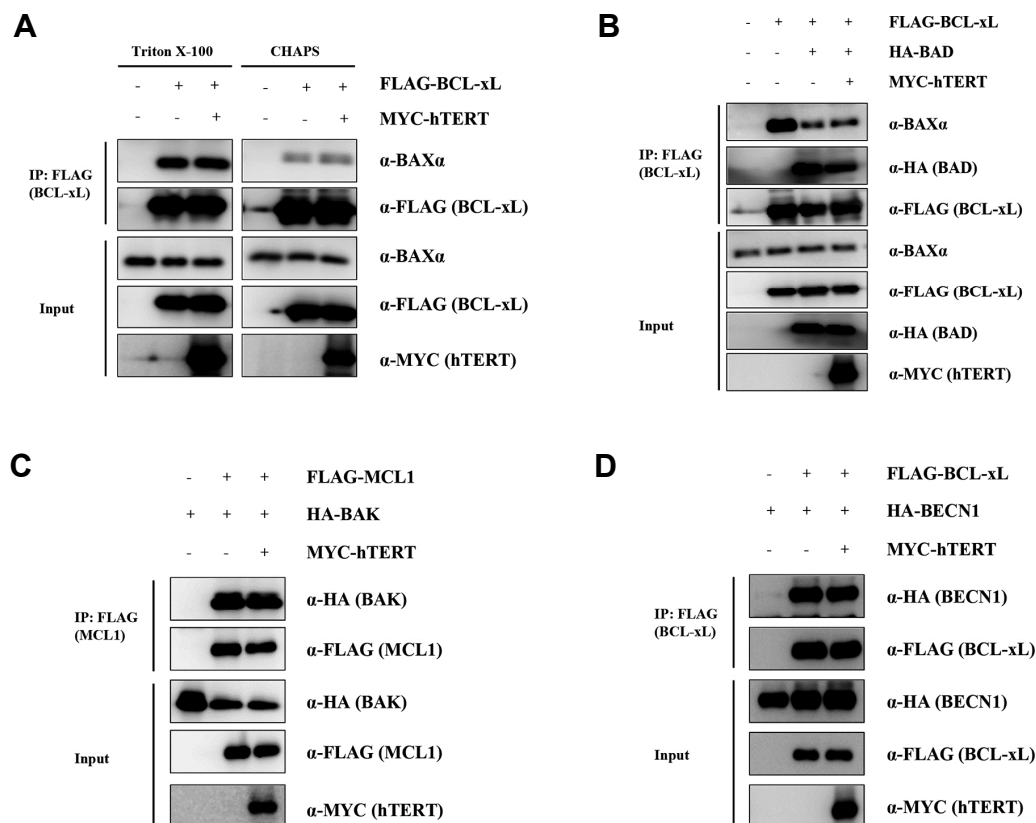 A
Triton X-100 CHAPS
- + + - + + FLAG-BCL-xL
- - + - - + MYC-hTERT
IP: FLAG
(BCL-xL)
α-BAXα
α-FLAG (BCL-xL)
Input
α-BAXα
α-FLAG (BCL-xL)
α-MYC (hTERT)
B
- + + + FLAG-BCL-xL
+ + HA-BAD
+ MYC-hTERT
IP: FLAG
(BCL-xL)
α-BAXα
α-HA (BAD)
α-FLAG (BCL-xL)
Input
α-BAXα
α-FLAG (BCL-xL)
α-HA (BAD)
α-MYC (hTERT)
C
- + + FLAG-MCL1
+ + + HA-BAK
- - + MYC-hTERT
IP: FLAG
(MCL1)
α-HA (BAK)
α-FLAG (MCL1)
Input
α-HA (BAK)
α-FLAG (MCL1)
α-MYC (hTERT)
D
- + + FLAG-BCL-xL
+ + + HA-BECN1
- - + MYC-hTERT
IP: FLAG
(BCL-xL)
α-HA (BECN1)
α-FLAG (BCL-xL)
Input
α-HA (BECN1)
α-FLAG (BCL-xL)
α-MYC (hTERT)